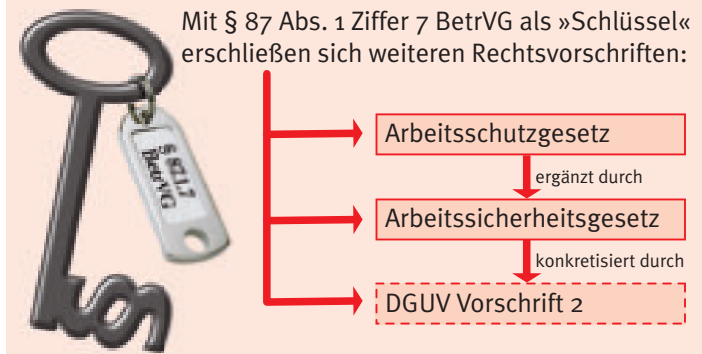 Mit § 87 Abs. 1 Ziffer 7 BetrVG als »Schlüssel«
erschließen sich weiteren Rechtsvorschriften:
§ 87.1.7
BetrVG
Arbeitsschutzgesetz
ergänzt durch
Arbeitssicherheitsgesetz
konkretisiert durch
DGUV Vorschrift 2